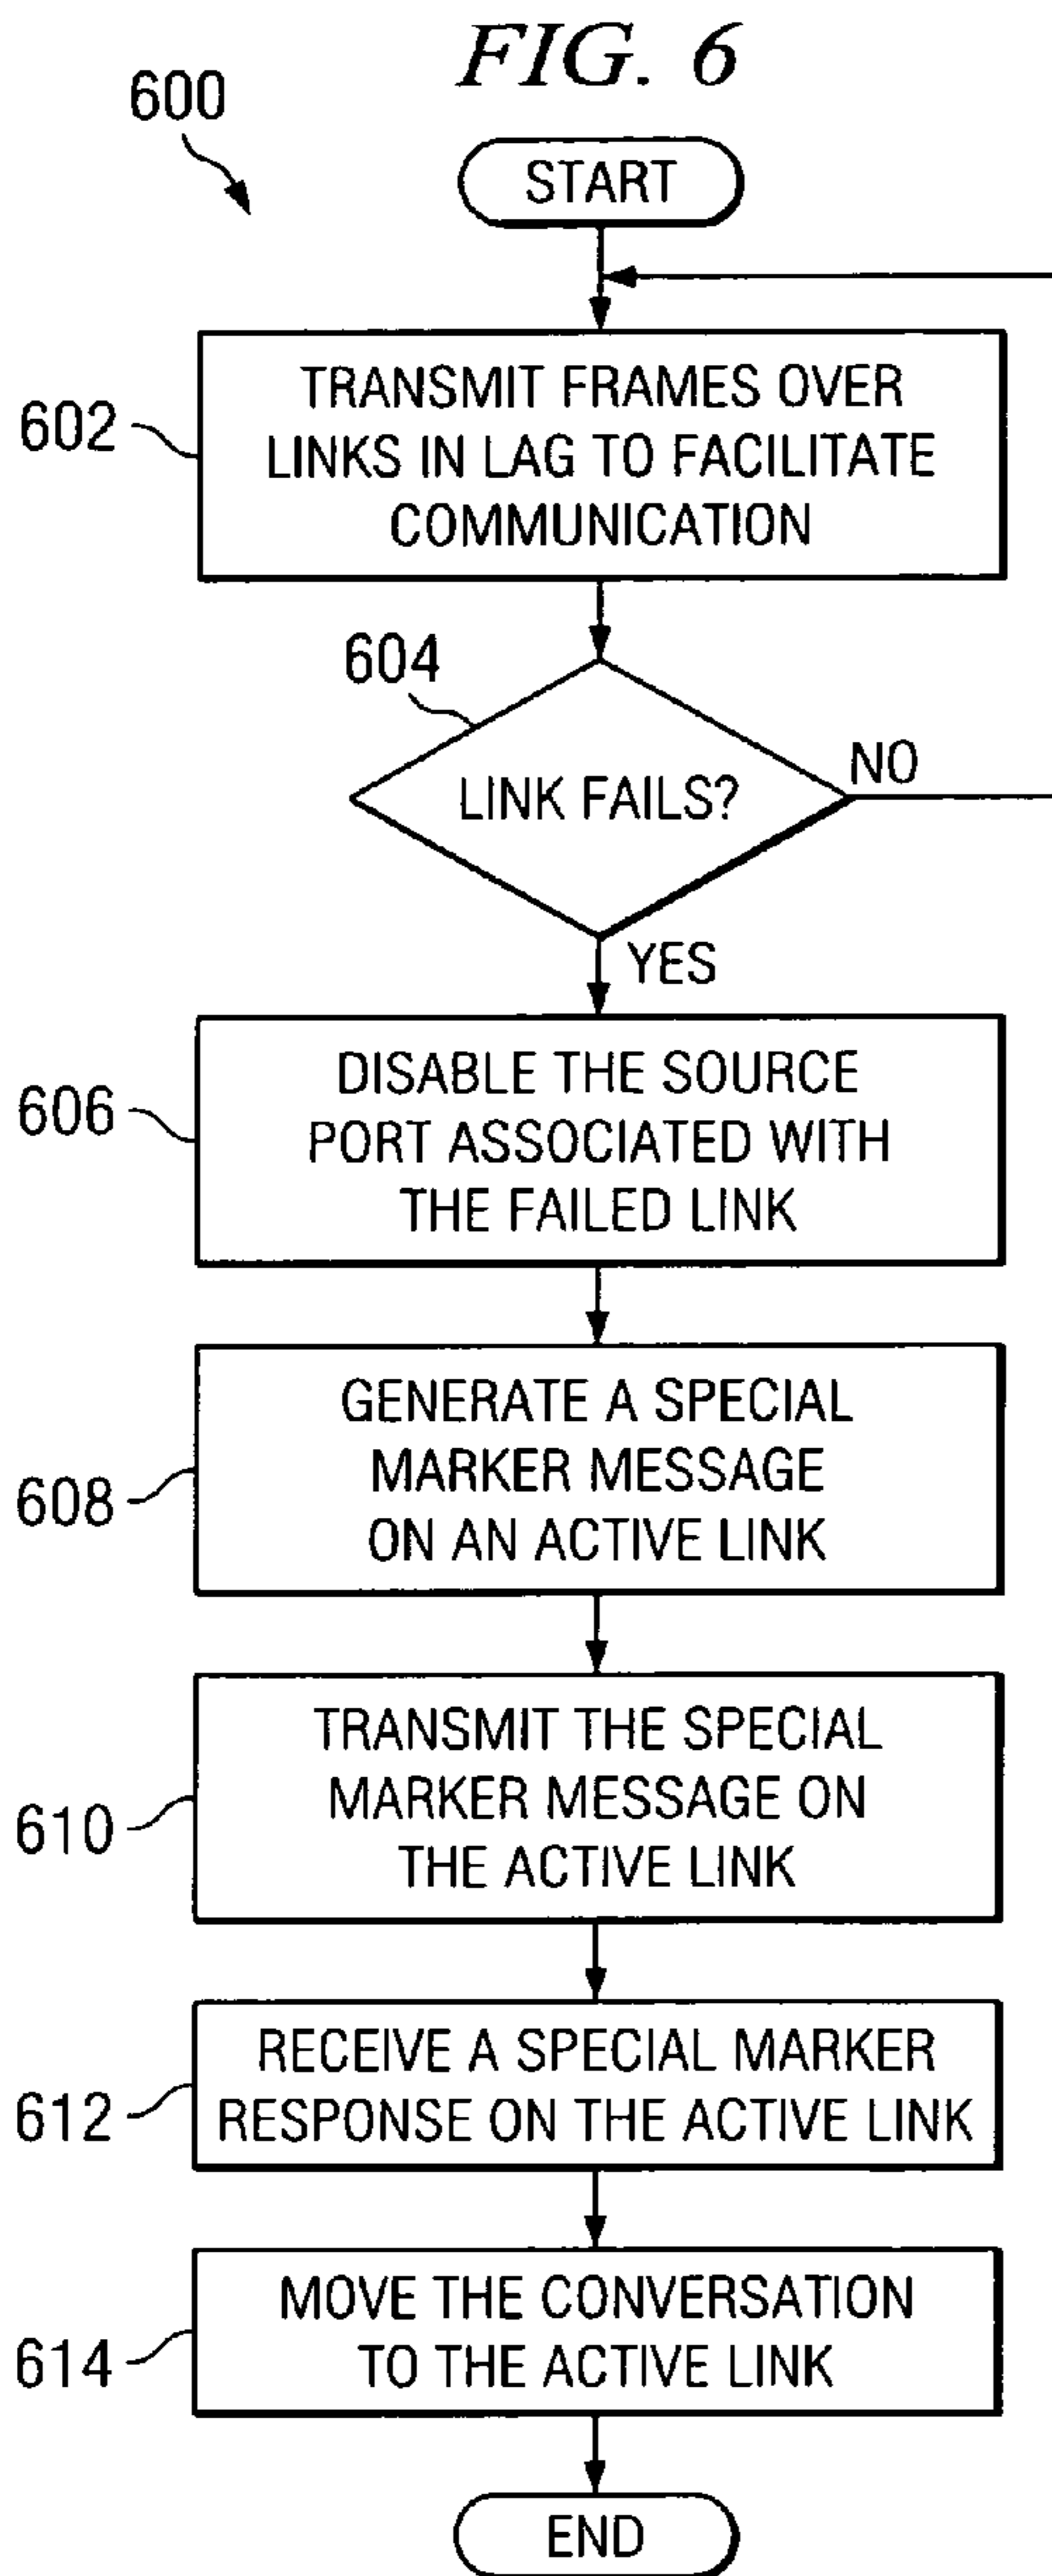 FIG. 6
600
START
602
TRANSMIT FRAMES OVER
LINKS IN LAG TO FACILITATE
COMMUNICATION
604
LINK FAILS?
NO
YES
606
DISABLE THE SOURCE
PORT ASSOCIATED WITH
THE FAILED LINK
608
GENERATE A SPECIAL
MARKER MESSAGE
ON AN ACTIVE LINK
610
TRANSMIT THE SPECIAL
MARKER MESSAGE ON
THE ACTIVE LINK
612
RECEIVE A SPECIAL MARKER
RESPONSE ON THE ACTIVE LINK
614
MOVE THE CONVERSATION
TO THE ACTIVE LINK
END